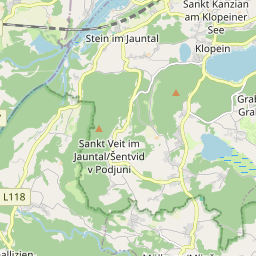 Sankt Kanzian
am Klopeiner
See
Klopein
Stein im Jauntal
Sankt Veit im
Jauntal/Šentvid
v Podjuni
L118